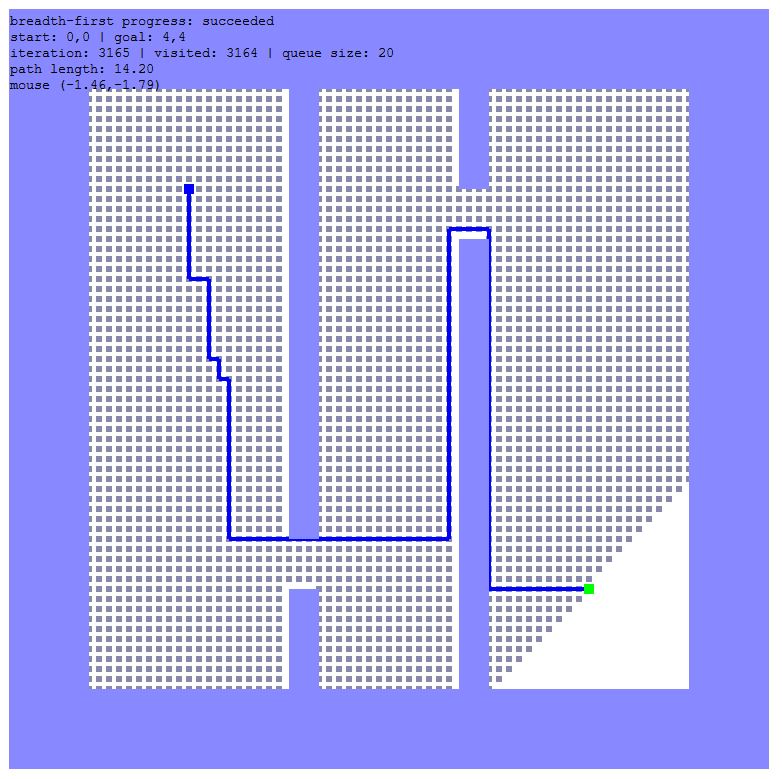 breadth-first progress: succeeded
start: 0,0 | goal: 4,4
iteration: 3165 | visited: 3164 | queue size: 20
path length: 14.20
mouse (-1.46,-1.79)